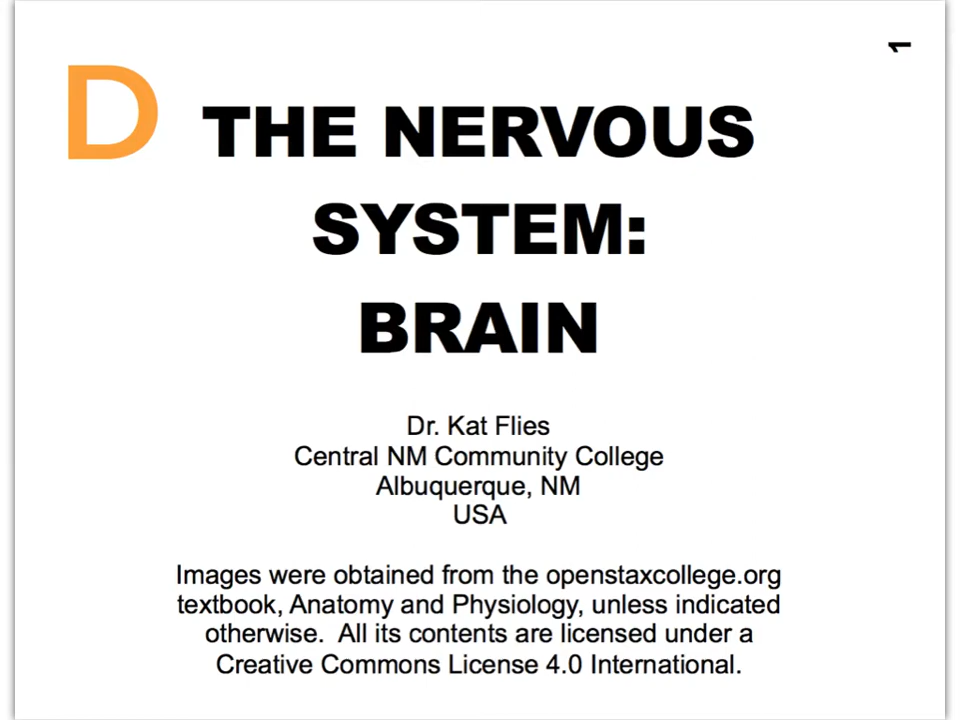 1
D
THE NERVOUS
SYSTEM:
BRAIN
Dr. Kat Flies
Central NM Community College
Albuquerque, NM
USA
Images were obtained from the openstaxcollege.org
textbook, Anatomy and Physiology, unless indicated
otherwise.  All its contents are licensed under a
Creative Commons License 4.0 International.